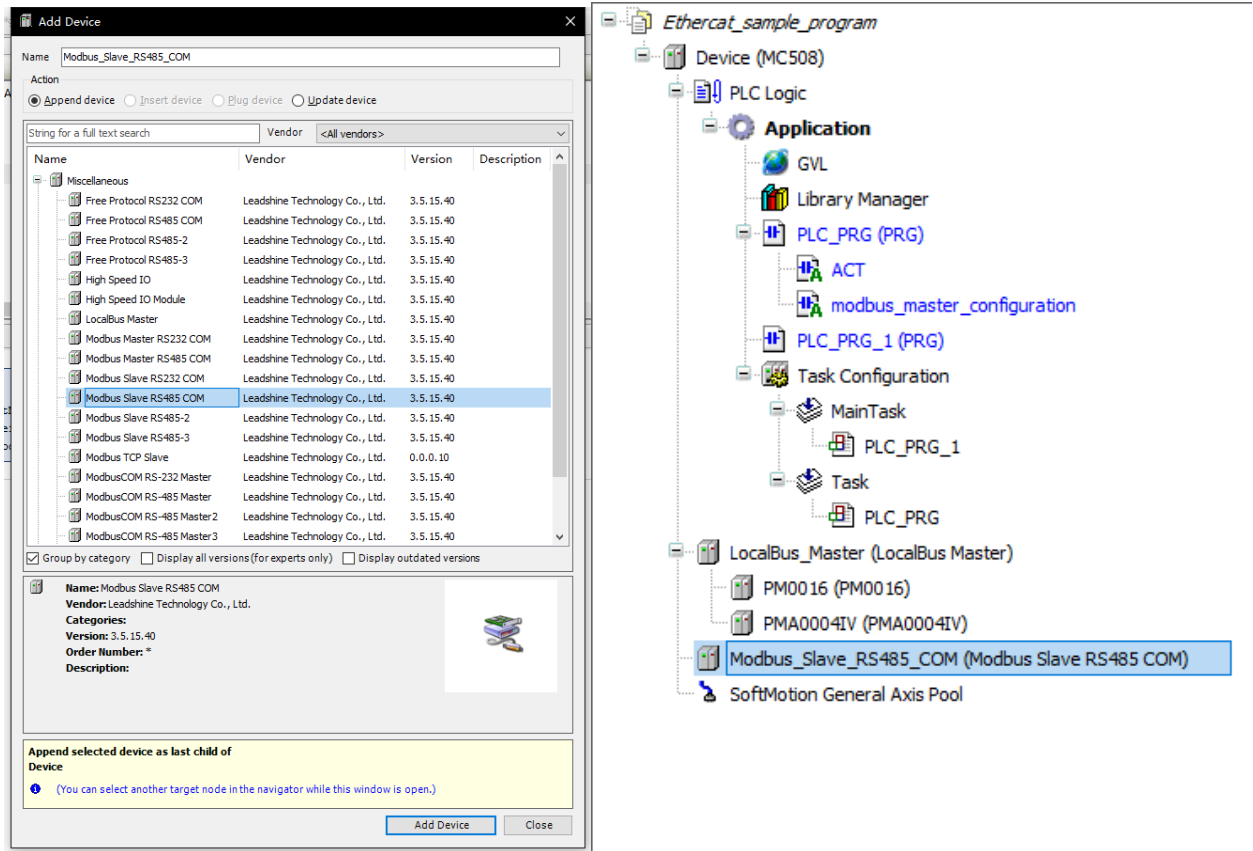 Add Device
Name Modbus_Slave_RS485_COM
Action
Append device Insert device Plug device Update device
String for a full text search Vendor <All vendors>
Name Vendor Version Description
Miscellaneous
Free Protocol RS232 COM Leadshine Technology Co., Ltd. 3.5.15.40
Free Protocol RS485 COM Leadshine Technology Co., Ltd. 3.5.15.40
Free Protocol RS485-2 Leadshine Technology Co., Ltd. 3.5.15.40
Free Protocol RS485-3 Leadshine Technology Co., Ltd. 3.5.15.40
High Speed IO Leadshine Technology Co., Ltd. 3.5.15.40
High Speed IO Module Leadshine Technology Co., Ltd. 3.5.15.40
LocalBus Master Leadshine Technology Co., Ltd. 3.5.15.40
Modbus Master RS232 COM Leadshine Technology Co., Ltd. 3.5.15.40
Modbus Master RS485 COM Leadshine Technology Co., Ltd. 3.5.15.40
Modbus Slave RS232 COM Leadshine Technology Co., Ltd. 3.5.15.40
Modbus Slave RS485 COM Leadshine Technology Co., Ltd. 3.5.15.40
Modbus Slave RS485-2 Leadshine Technology Co., Ltd. 3.5.15.40
Modbus Slave RS485-3 Leadshine Technology Co., Ltd. 3.5.15.40
Modbus TCP Slave Leadshine Technology Co., Ltd. 0.0.0.10
ModbusCOM RS-232 Master Leadshine Technology Co., Ltd. 3.5.15.40
ModbusCOM RS-485 Master Leadshine Technology Co., Ltd. 3.5.15.40
ModbusCOM RS-485 Master2 Leadshine Technology Co., Ltd. 3.5.15.40
ModbusCOM RS-485 Master3 Leadshine Technology Co., Ltd. 3.5.15.40
Group by category Display all versions (for experts only) Display outdated versions
Name: Modbus Slave RS485 COM
Vendor: Leadshine Technology Co., Ltd.
Categories:
Version: 3.5.15.40
Order Number: *
Description:
Append selected device as last child of
Device
(You can select another target node in the navigator while this window is open.)
Add Device Close
Ethercat_sample_program
Device (MC508)
PLC Logic
Application
GVL
Library Manager
PLC_PRG (PRG)
ACT
modbus_master_configuration
PLC_PRG_1 (PRG)
Task Configuration
MainTask
PLC_PRG_1
Task
PLC_PRG
LocalBus_Master (LocalBus Master)
PM0016 (PM0016)
PMA0004IV (PMA0004IV)
Modbus_Slave_RS485_COM (Modbus Slave RS485 COM)
SoftMotion General Axis Pool